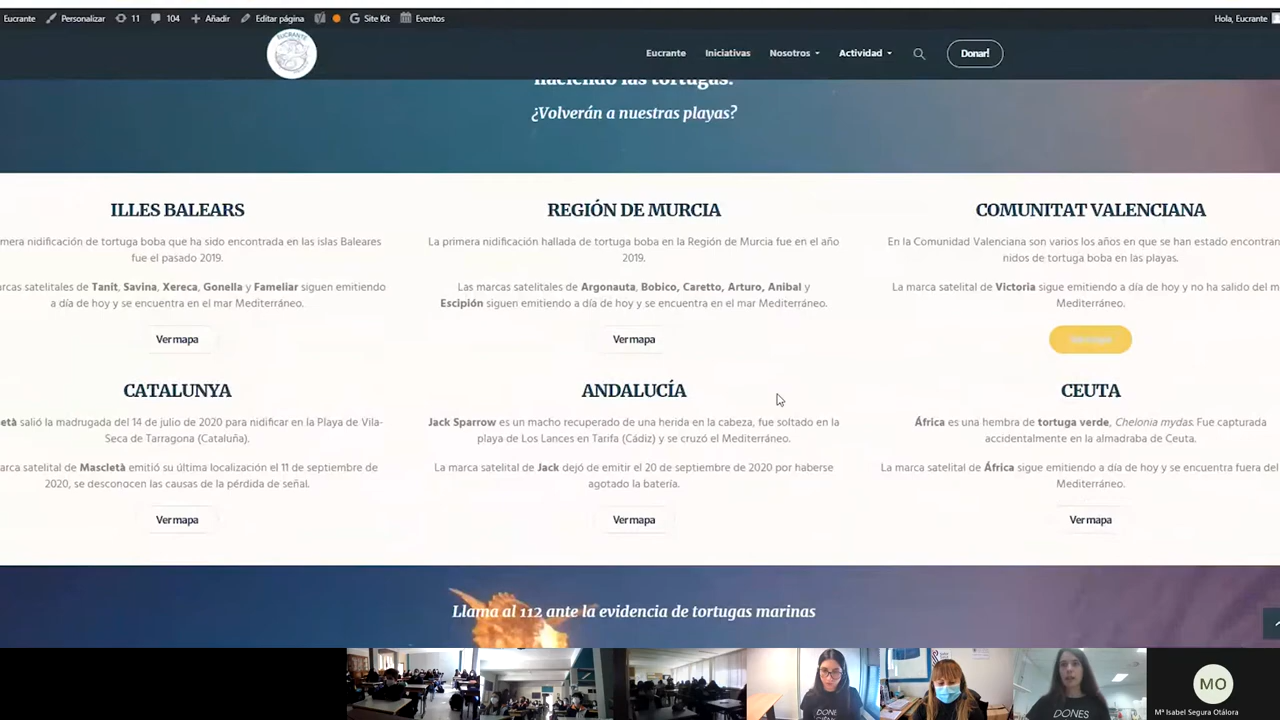 Eucrante Personalizar 11 104 Añadir Editar página Site Kit Eventos Hola, Eucrante
EUCRANTE
Eucrante Iniciativas Nosotros Actividad Donar!
haciendo las tortugas.
¿Volverán a nuestras playas?
ILLES BALEARS
mera nidificación de tortuga boba que ha sido encontrada en las islas Baleares
fue el pasado 2019.
arcas satelitales de Tanit, Savina, Xereca, Gonella y Fameliar siguen emitiendo
a día de hoy y se encuentra en el mar Mediterráneo.
Ver mapa
REGIÓN DE MURCIA
La primera nidificación hallada de tortuga boba en la Región de Murcia fue en el año
2019.
Las marcas satelitales de Argonauta, Bobico, Caretto, Arturo, Anibal y
Escipión siguen emitiendo a día de hoy y se encuentra en el mar Mediterráneo.
Ver mapa
COMUNITAT VALENCIANA
En la Comunidad Valenciana son varios los años en que se han estado encontran
nidos de tortuga boba en las playas.
La marca satelital de Victoria sigue emitiendo a día de hoy y no ha salido del m
Mediterráneo.
Ver mapa
CATALUNYA
età salió la madrugada del 14 de julio de 2020 para nidificar en la Playa de Vila-
Seca de Tarragona (Cataluña).
arca satelital de Mascletà emitió su última localización el 11 de septiembre de
2020, se desconocen las causas de la pérdida de señal.
Ver mapa
ANDALUCÍA
Jack Sparrow es un macho recuperado de una herida en la cabeza, fue soltado en la
playa de Los Lances en Tarifa (Cádiz) y se cruzó el Mediterráneo.
La marca satelital de Jack dejó de emitir el 20 de septiembre de 2020 por haberse
agotado la batería.
Ver mapa
CEUTA
África es una hembra de tortuga verde, Chelonia mydas. Fue capturada
accidentalmente en la almadraba de Ceuta.
La marca satelital de África sigue emitiendo a día de hoy y se encuentra fuera del
Mediterráneo.
Ver mapa
Llama al 112 ante la evidencia de tortugas marinas
DONE
DONES
MO
Mª Isabel Segura Otálora